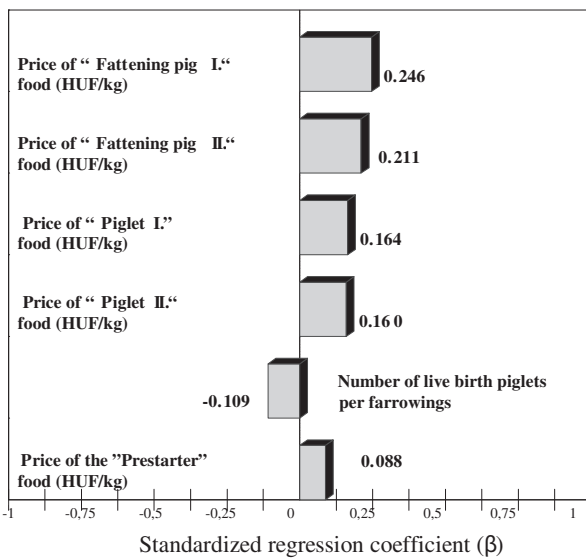 Price of “ Fattening pig I.“
food (HUF/kg)
0.246
Price of “ Fattening pig II.“
food (HUF/kg)
0.211
Price of “ Piglet I.”
food (HUF/kg)
0.164
Price of “ Piglet II.“
food (HUF/kg)
0.160
Number of live birth piglets
per farrowings
-0.109
Price of the ”Prestarter”
food (HUF/kg)
0.088
-1 -0,75 -0,5 -0,25 0 0,25 0,5 0,75 1
Standardized regression coefficient (β)